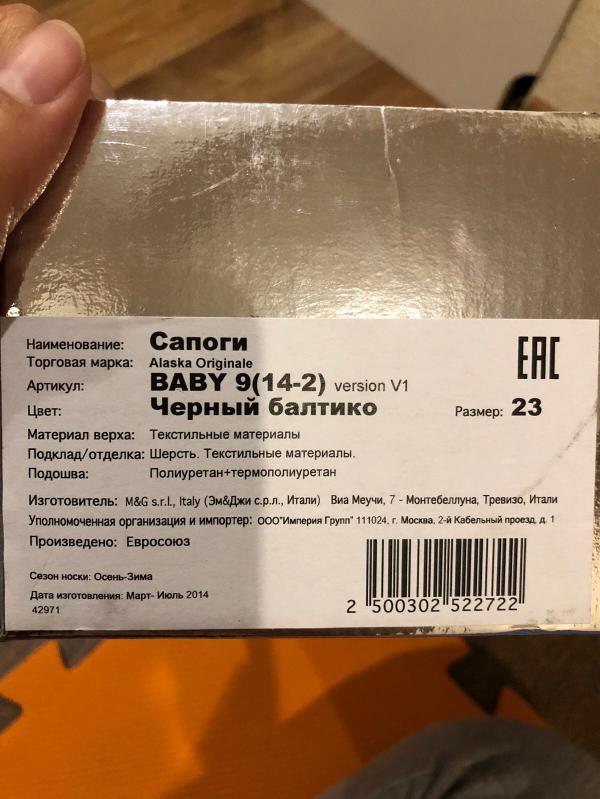 EAC
Наименование: Сапоги
Торговая марка: Alaska Originale
Артикул: BABY 9(14-2) version V1
Цвет: Черный балтико Размер: 23
Материал верха: Текстильные материалы
Подклад/отделка: Шерсть. Текстильные материалы.
Подошва: Полиуретан+термополиуретан
Изготовитель: M&G s.r.l., Italy (Эм&Джи с.р.л., Итали) Виа Меучи, 7 - Монтебеллуна, Тревизо, Итали
Уполномоченная организация и импортер: ООО"Империя Групп" 111024, г. Москва, 2-й Кабельный проезд, д. 1
Произведено: Евросоюз
Сезон носки: Осень-Зима
Дата изготовления: Март- Июль 2014
42971
2 500302 522722